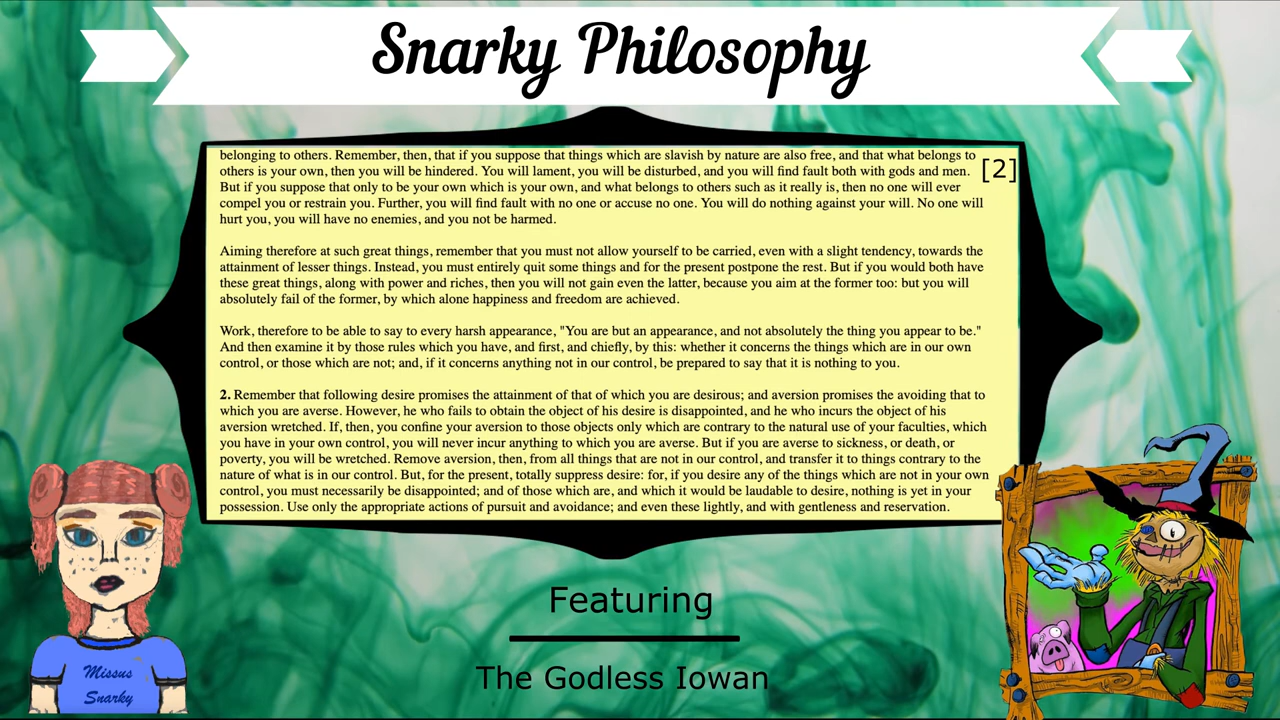 Snarky Philosophy
belonging to others. Remember, then, that if you suppose that things which are slavish by nature are also free, and that what belongs to
others is your own, then you will be hindered. You will lament, you will be disturbed, and you will find fault both with gods and men.
[2]
But if you suppose that only to be your own which is your own, and what belongs to others such as it really is, then no one will ever
compel you or restrain you. Further, you will find fault with no one or accuse no one. You will do nothing against your will. No one will
hurt you, you will have no enemies, and you not be harmed.
Aiming therefore at such great things, remember that you must not allow yourself to be carried, even with a slight tendency, towards the
attainment of lesser things. Instead, you must entirely quit some things and for the present postpone the rest. But if you would both have
these great things, along with power and riches, then you will not gain even the latter, because you aim at the former too: but you will
absolutely fail of the former, by which alone happiness and freedom are achieved.
Work, therefore to be able to say to every harsh appearance, "You are but an appearance, and not absolutely the thing you appear to be."
And then examine it by those rules which you have, and first, and chiefly, by this: whether it concerns the things which are in our own
control, or those which are not; and, if it concerns anything not in our control, be prepared to say that it is nothing to you.
2. Remember that following desire promises the attainment of that of which you are desirous; and aversion promises the avoiding that to
which you are averse. However, he who fails to obtain the object of his desire is disappointed, and he who incurs the object of his
aversion wretched. If, then, you confine your aversion to those objects only which are contrary to the natural use of your faculties, which
you have in your own control, you will never incur anything to which you are averse. But if you are averse to sickness, or death, or
poverty, you will be wretched. Remove aversion, then, from all things that are not in our control, and transfer it to things contrary to the
nature of what is in our control. But, for the present, totally suppress desire: for, if you desire any of the things which are not in your own
control, you must necessarily be disappointed; and of those which are, and which it would be laudable to desire, nothing is yet in your
possession. Use only the appropriate actions of pursuit and avoidance; and even these lightly, and with gentleness and reservation.
Featuring
The Godless Iowan
Missus
Snarky